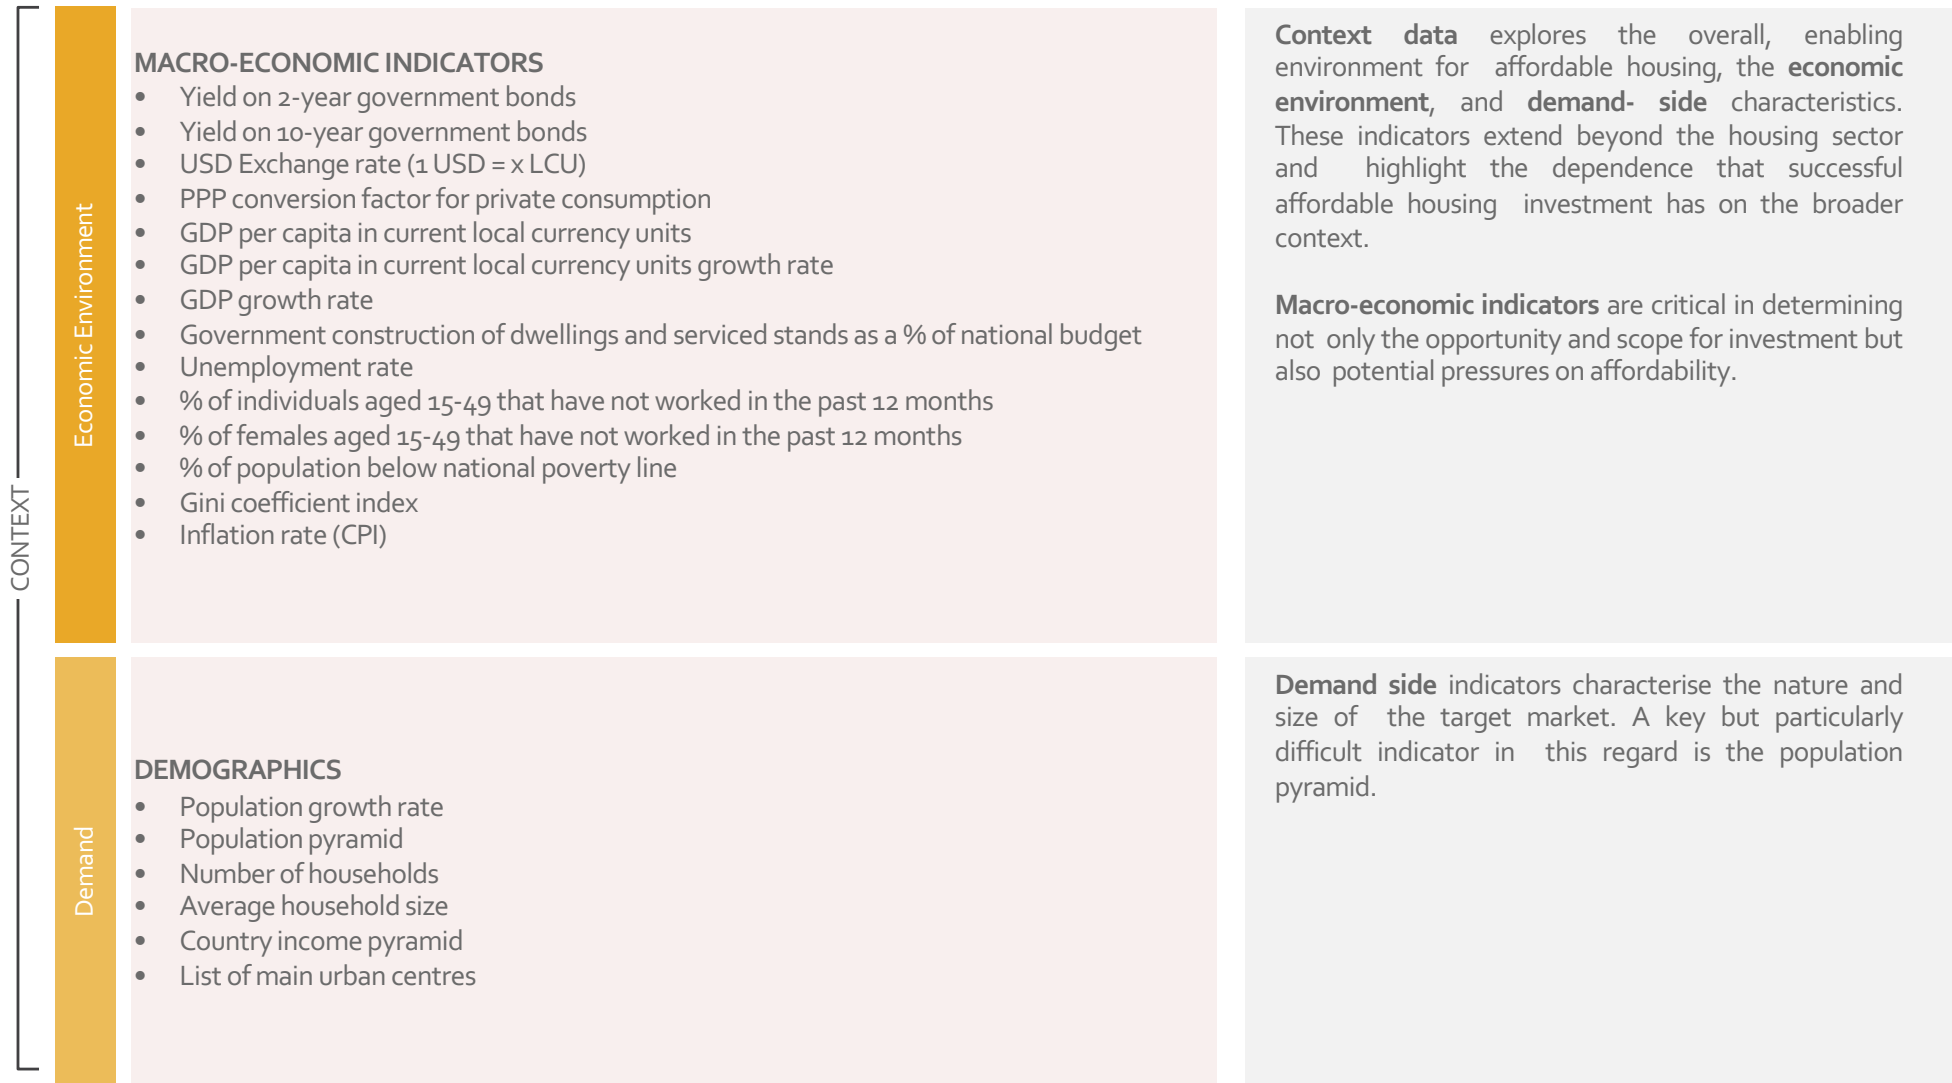 CONTEXT
Economic Environment
MACRO-ECONOMIC INDICATORS
• Yield on 2-year government bonds
• Yield on 10-year government bonds
• USD Exchange rate (1 USD = x LCU)
• PPP conversion factor for private consumption
• GDP per capita in current local currency units
• GDP per capita in current local currency units growth rate
• GDP growth rate
• Government construction of dwellings and serviced stands as a % of national budget
• Unemployment rate
• % of individuals aged 15-49 that have not worked in the past 12 months
• % of females aged 15-49 that have not worked in the past 12 months
• % of population below national poverty line
• Gini coefficient index
• Inflation rate (CPI)
Context data explores the overall, enabling
environment for affordable housing, the economic
environment, and demand- side characteristics.
These indicators extend beyond the housing sector
and highlight the dependence that successful
affordable housing investment has on the broader
context.
Macro-economic indicators are critical in determining
not only the opportunity and scope for investment but
also potential pressures on affordability.
Demand
DEMOGRAPHICS
• Population growth rate
• Population pyramid
• Number of households
• Average household size
• Country income pyramid
• List of main urban centres
Demand side indicators characterise the nature and
size of the target market. A key but particularly
difficult indicator in this regard is the population
pyramid.